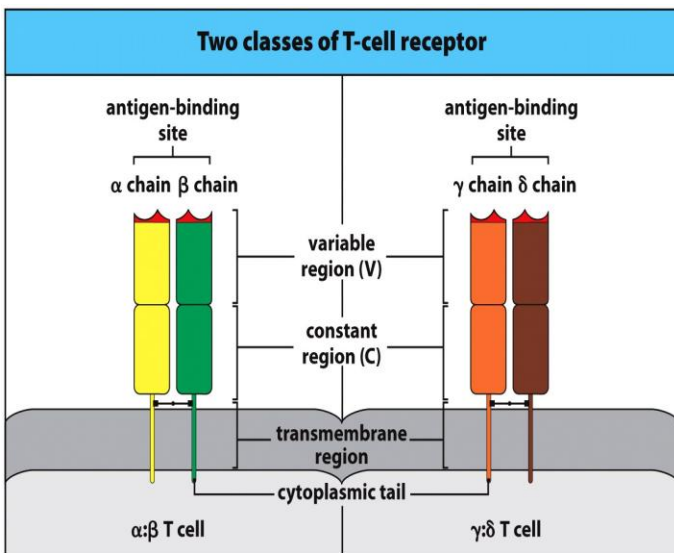 Two classes of T-cell receptor
antigen-binding
site
antigen-binding
site
α chain β chain
γ chain δ chain
variable
region (V)
constant
region (C)
transmembrane
region
cytoplasmic tail
α:β T cell
γ:δ T cell